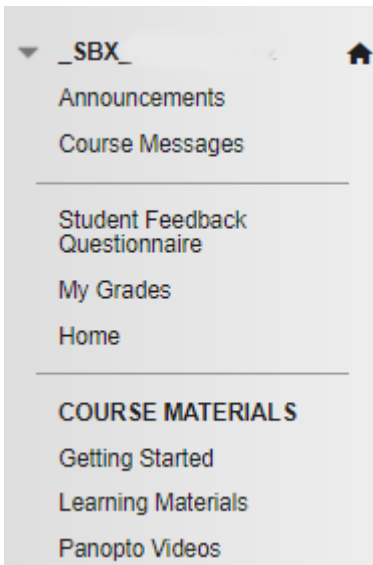 _SBX_
Announcements
Course Messages
Student Feedback
Questionnaire
My Grades
Home
COURSE MATERIALS
Getting Started
Learning Materials
Panopto Videos